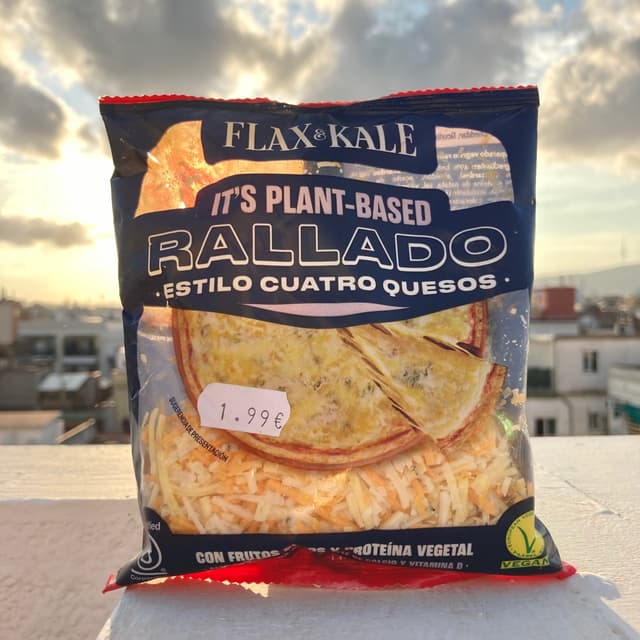 FLAX & KALE
IT'S PLANT-BASED
RALLADO
· ESTILO CUATRO QUESOS ·
1.99€
SUGERENCIA DE PRESENTACIÓN
CON FRUTOS Y PROTEÍNA VEGETAL
CALCIO Y VITAMINA D ·
V
VEGAN